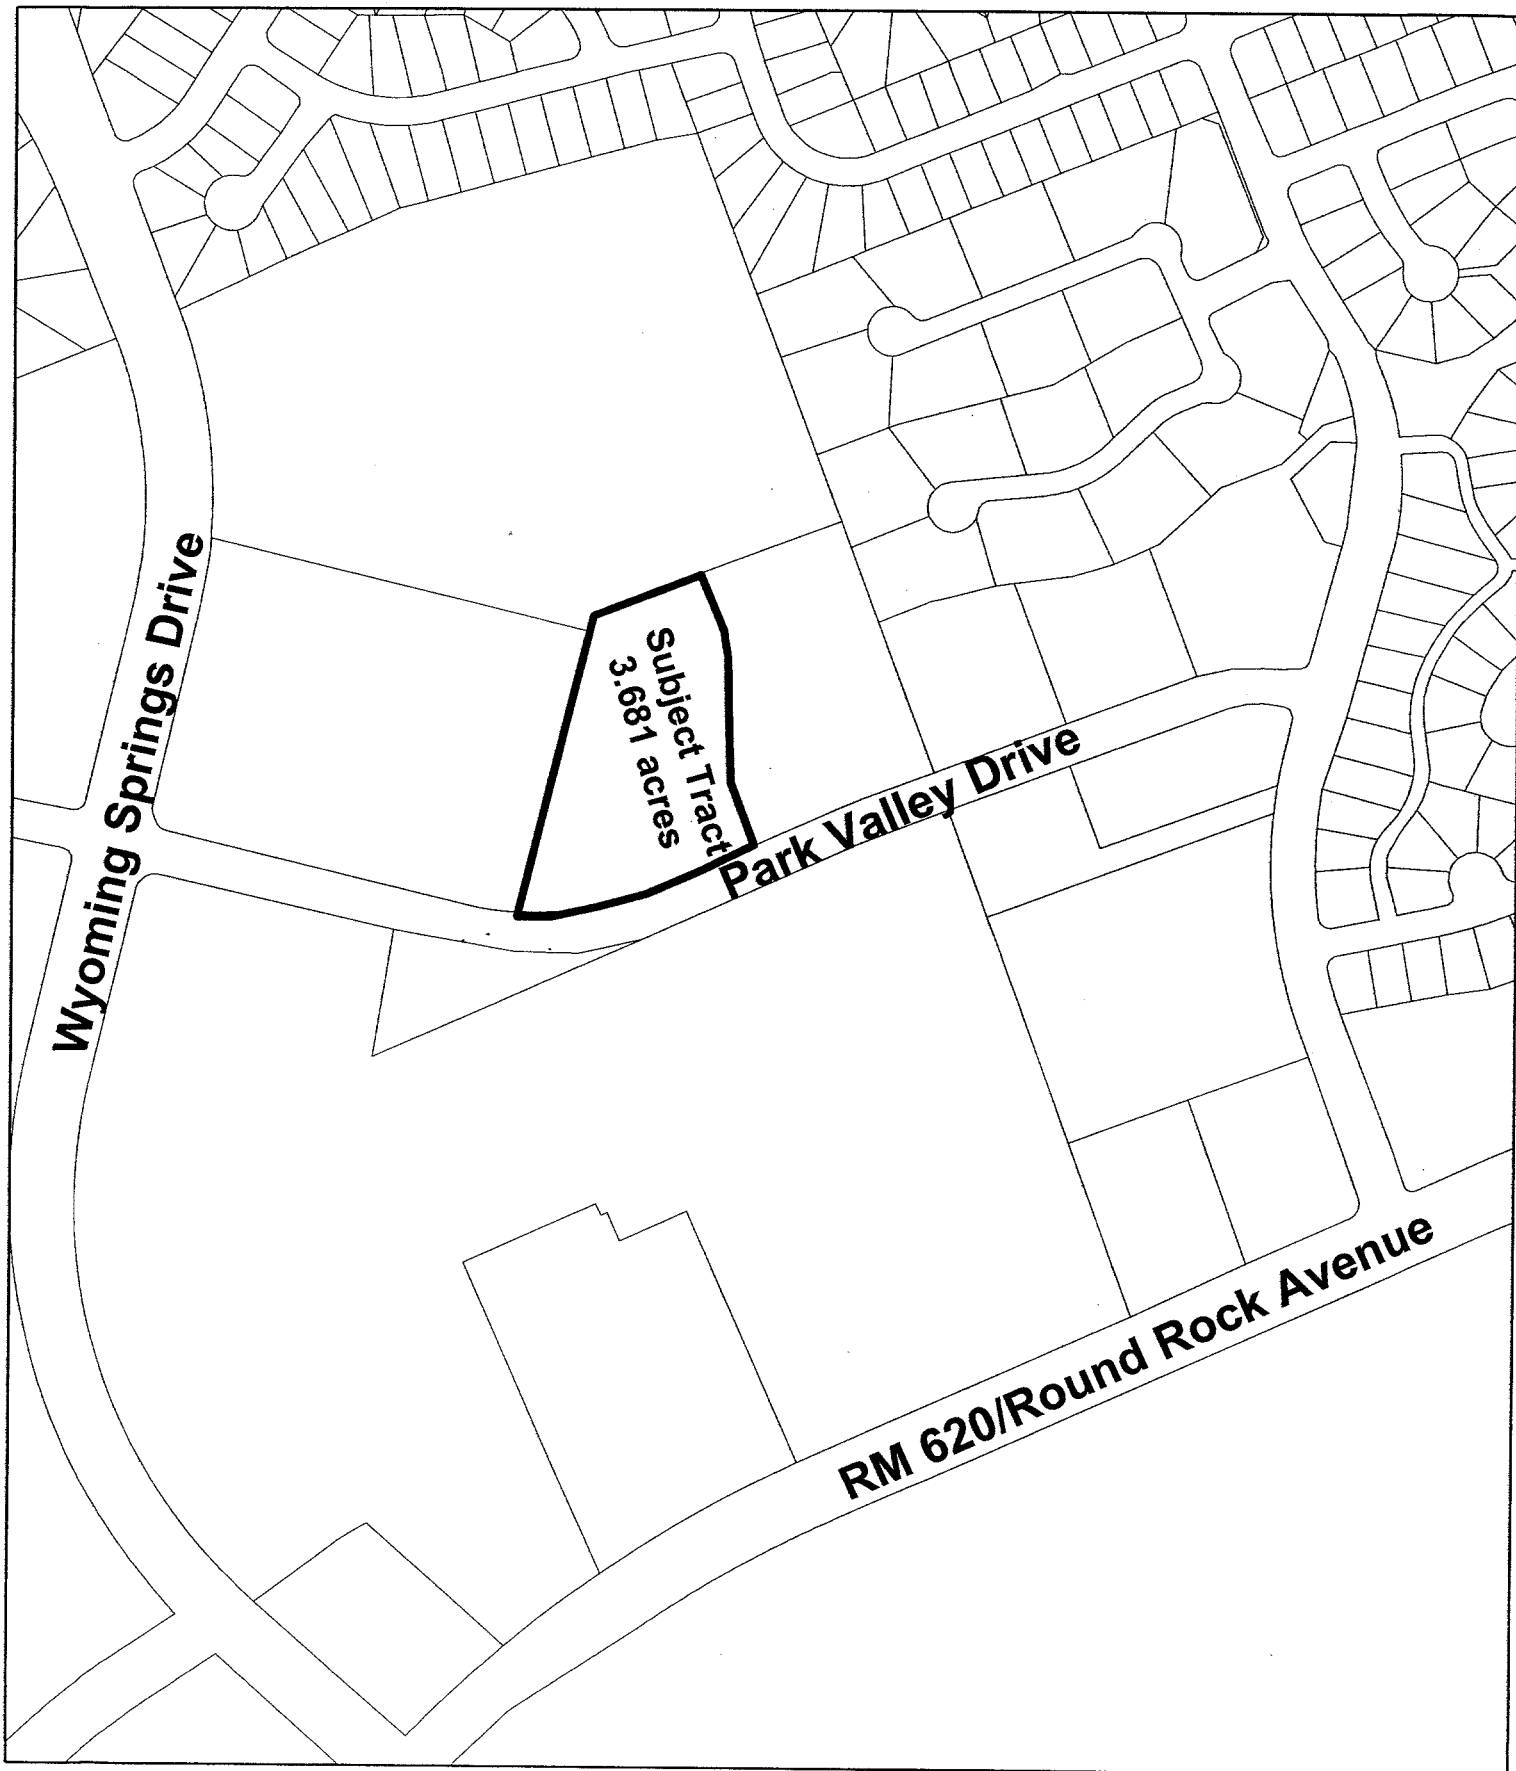 Wyoming Springs Drive
Subject Tract
3.681 acres
Park Valley Drive
RM 620/Round Rock Avenue